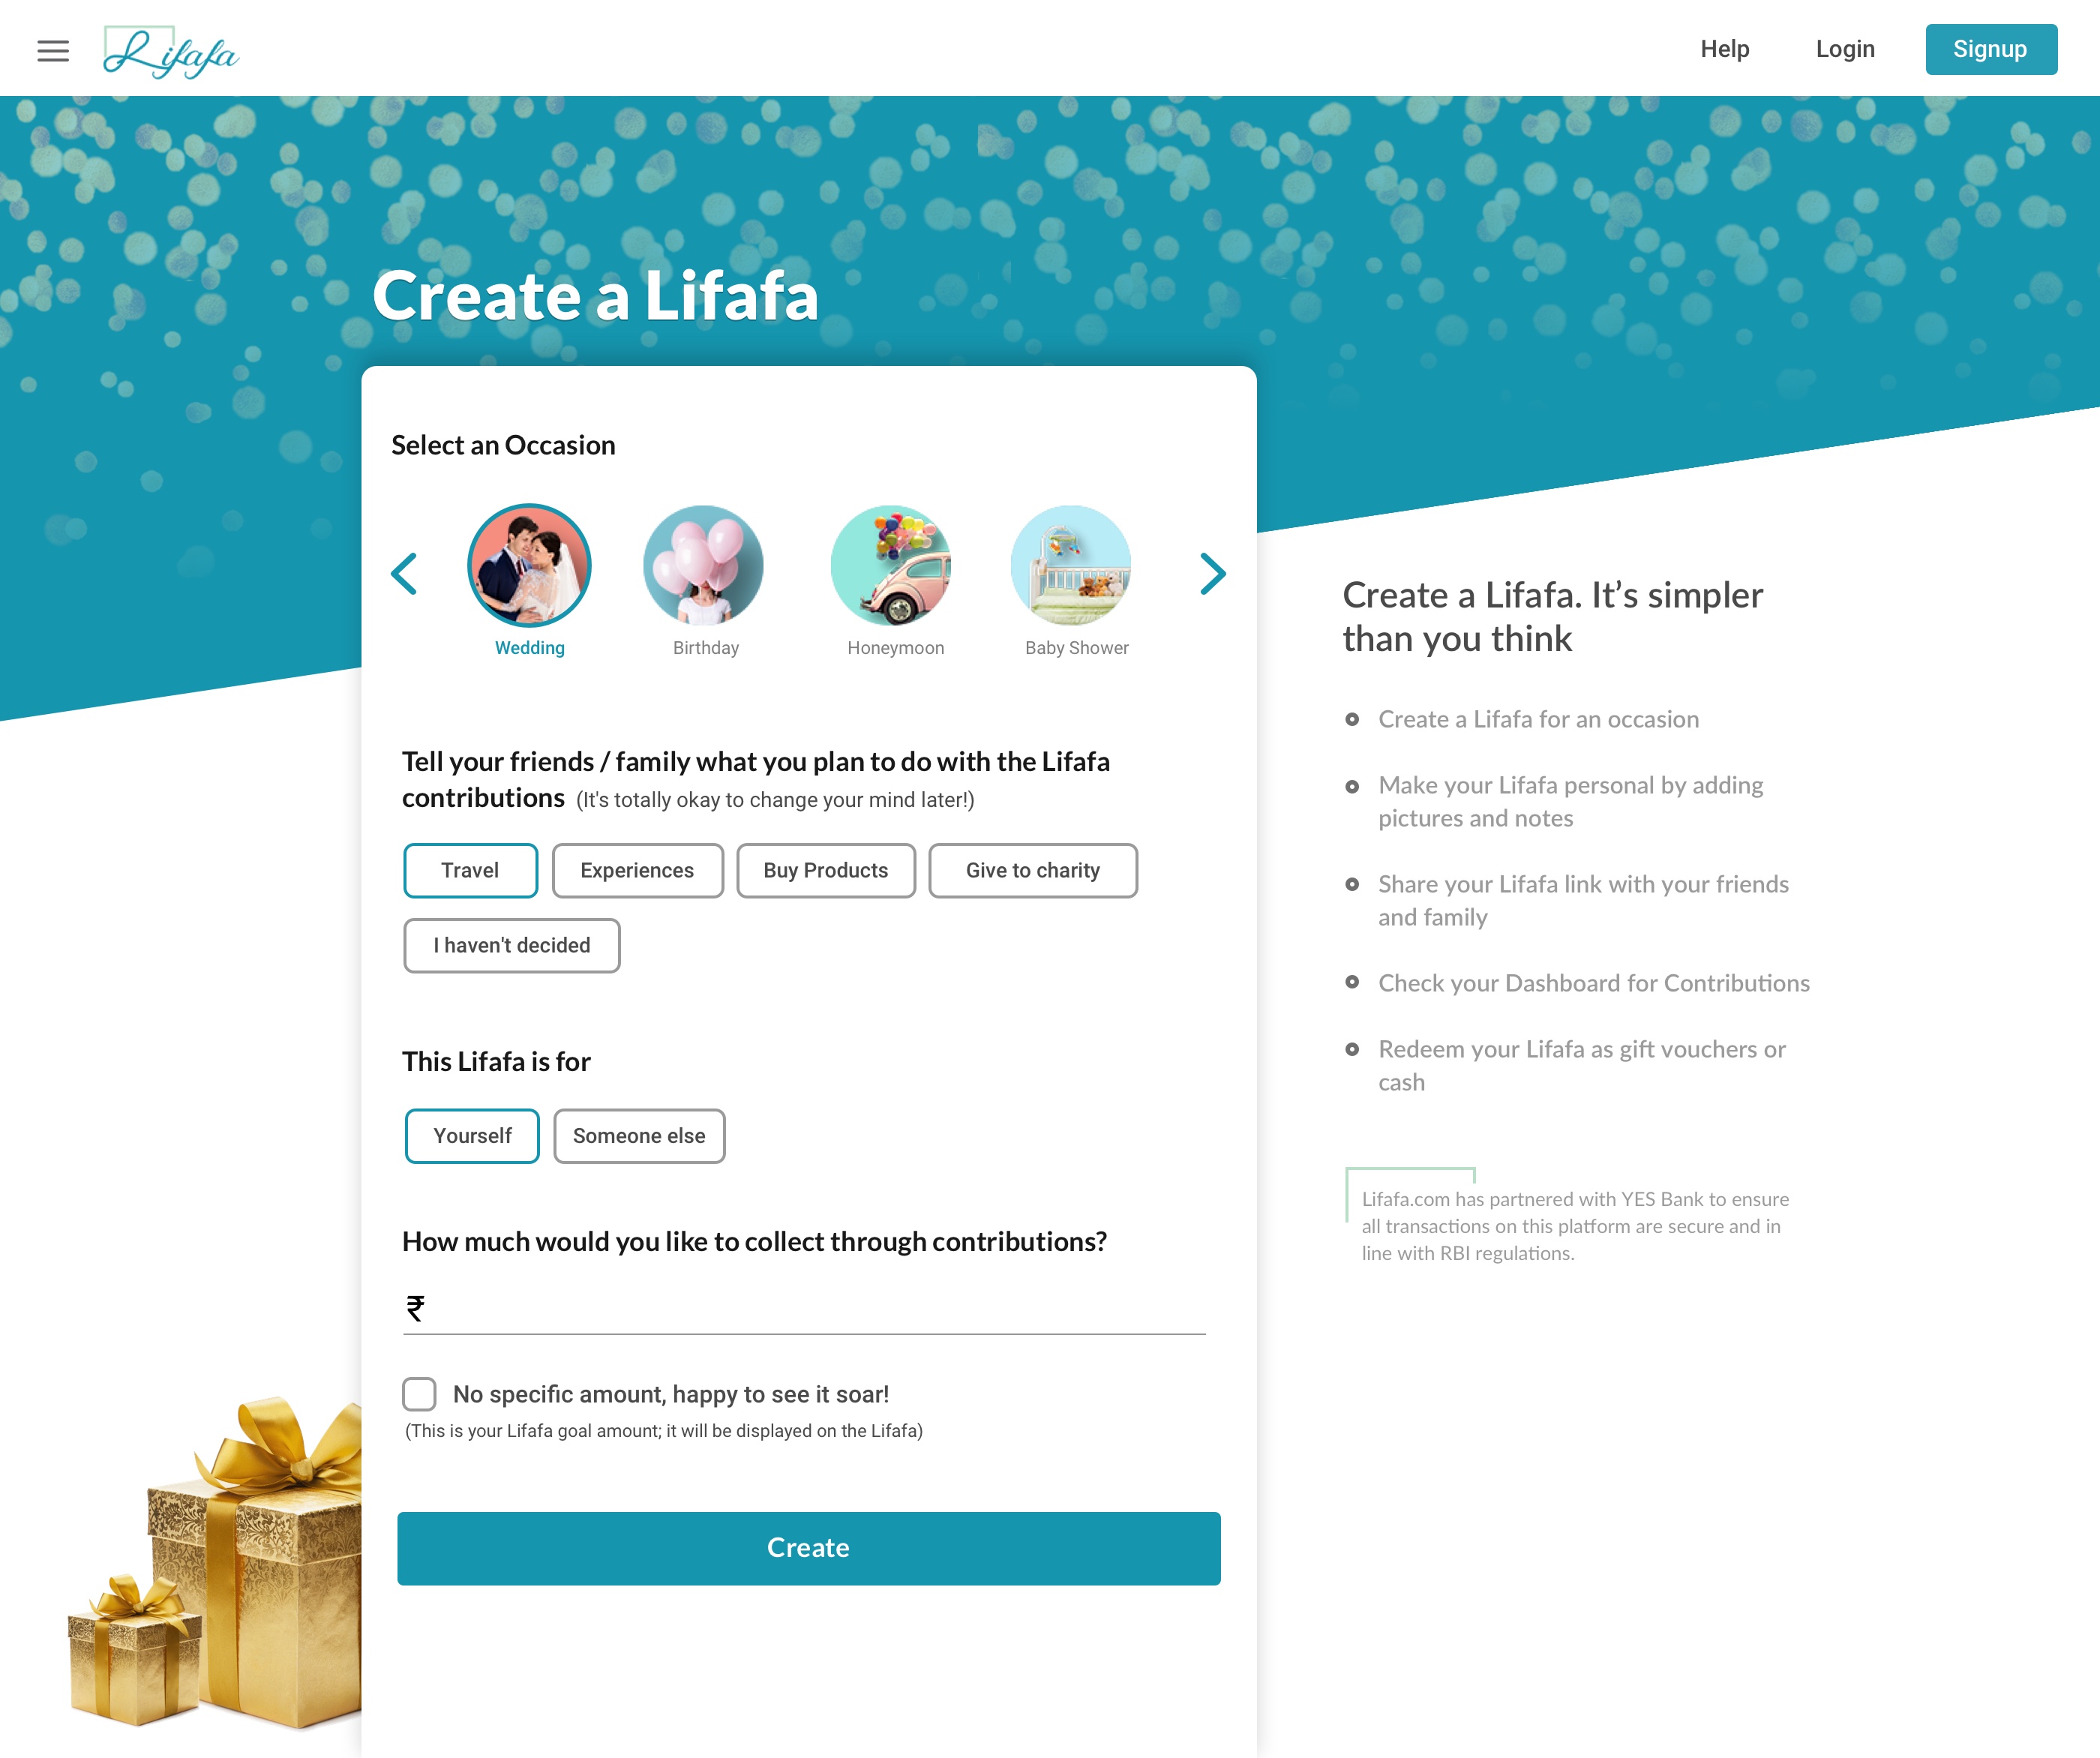 Lifafa
Help
Login
Signup
Create a Lifafa
Select an Occasion
Wedding
Birthday
Honeymoon
Baby Shower
Tell your friends / family what you plan to do with the Lifafa
contributions (It's totally okay to change your mind later!)
Travel
Experiences
Buy Products
Give to charity
I haven't decided
This Lifafa is for
Yourself
Someone else
How much would you like to collect through contributions?
₹
No specific amount, happy to see it soar!
(This is your Lifafa goal amount; it will be displayed on the Lifafa)
Create
Create a Lifafa. It’s simpler
than you think
Create a Lifafa for an occasion
Make your Lifafa personal by adding
pictures and notes
Share your Lifafa link with your friends
and family
Check your Dashboard for Contributions
Redeem your Lifafa as gift vouchers or
cash
Lifafa.com has partnered with YES Bank to ensure
all transactions on this platform are secure and in
line with RBI regulations.